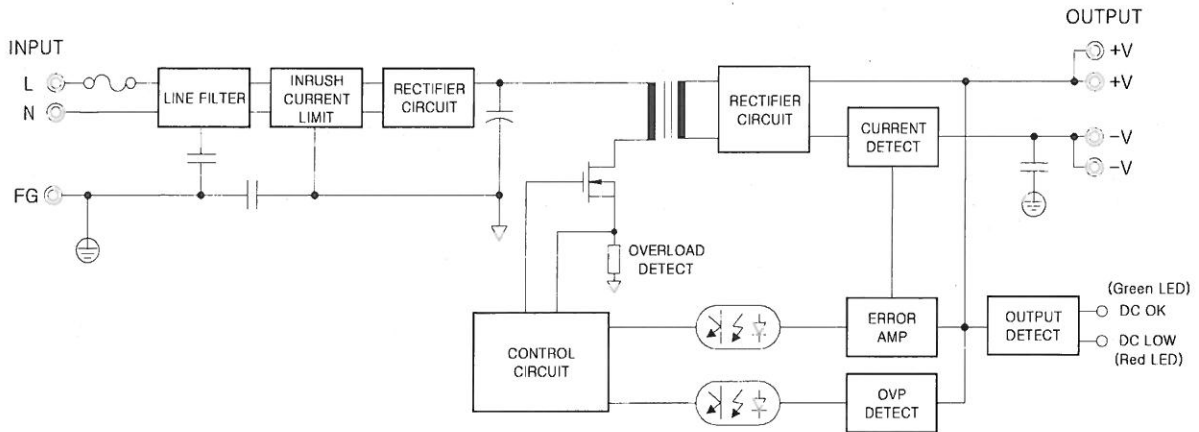 INPUT
L
N
FG
LINE FILTER
INRUSH
CURRENT
LIMIT
RECTIFIER
CIRCUIT
RECTIFIER
CIRCUIT
CURRENT
DETECT
OUTPUT
+V
+V
−V
−V
OVERLOAD
DETECT
CONTROL
CIRCUIT
ERROR
AMP
OVP
DETECT
OUTPUT
DETECT
(Green LED)
DC OK
DC LOW
(Red LED)